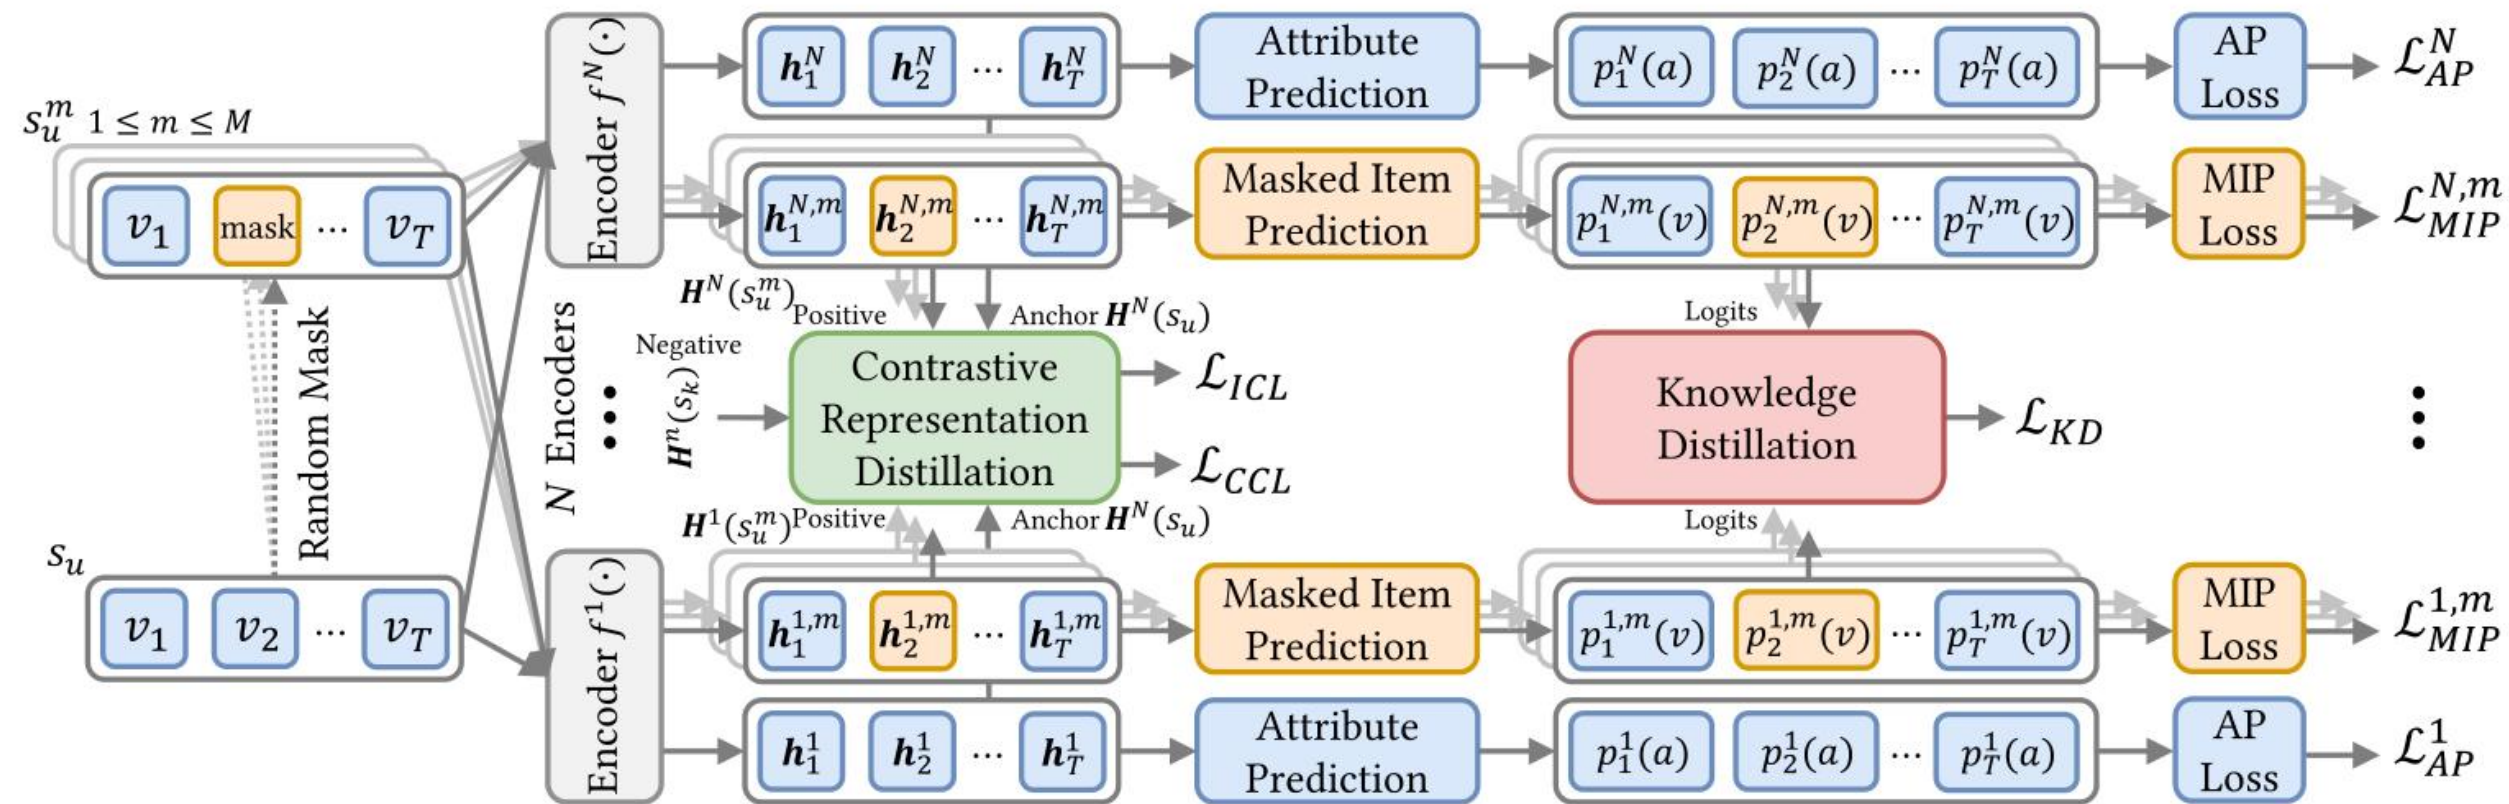 s_u^m 1 ≤ m ≤ M
v_1 mask ... v_T
Random Mask
s_u
v_1 v_2 ... v_T
Encoder f^N(·)
N Encoders
Encoder f^1(·)
h_1^N h_2^N ... h_T^N
Attribute
Prediction
p_1^N(a) p_2^N(a) ... p_T^N(a)
AP
Loss
ℒ_AP^N
h_1^{N,m} h_2^{N,m} ... h_T^{N,m}
Masked Item
Prediction
p_1^{N,m}(v) p_2^{N,m}(v) ... p_T^{N,m}(v)
MIP
Loss
ℒ_MIP^{N,m}
H^N(s_u^m) Positive
Anchor H^N(s_u)
Negative
H^n(s_k)
Contrastive
Representation
Distillation
ℒ_ICL
ℒ_CCL
Logits
Knowledge
Distillation
ℒ_KD
Logits
H^1(s_u^m) Positive
Anchor H^N(s_u)
h_1^{1,m} h_2^{1,m} ... h_T^{1,m}
Masked Item
Prediction
p_1^{1,m}(v) p_2^{1,m}(v) ... p_T^{1,m}(v)
MIP
Loss
ℒ_MIP^{1,m}
h_1^1 h_2^1 ... h_T^1
Attribute
Prediction
p_1^1(a) p_2^1(a) ... p_T^1(a)
AP
Loss
ℒ_AP^1